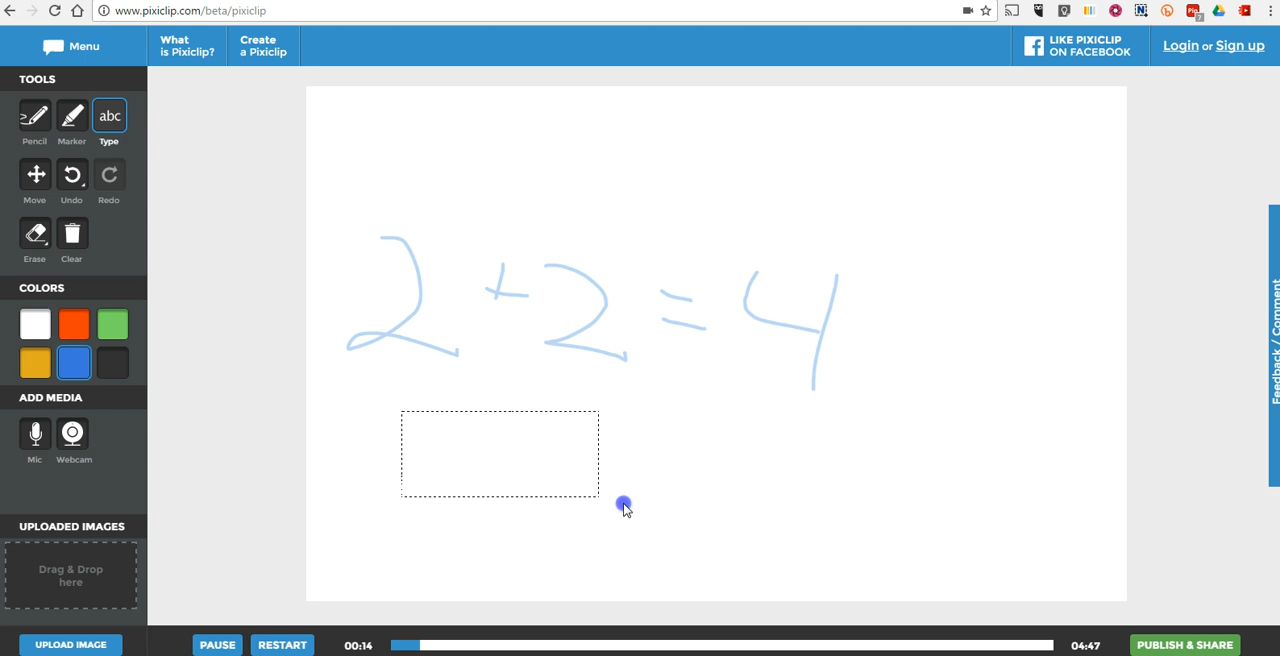 www.pixiclip.com/beta/pixiclip
7
Menu
What
is Pixiclip?
Create
a Pixiclip
LIKE PIXICLIP
ON FACEBOOK
Login or Sign up
TOOLS
abc
Pencil Marker Type
Move Undo Redo
Erase Clear
COLORS
ADD MEDIA
Mic Webcam
UPLOADED IMAGES
Drag & Drop
here
UPLOAD IMAGE
2 + 2 = 4
Feedback / Comment
PAUSE RESTART 00:14 04:47 PUBLISH & SHARE